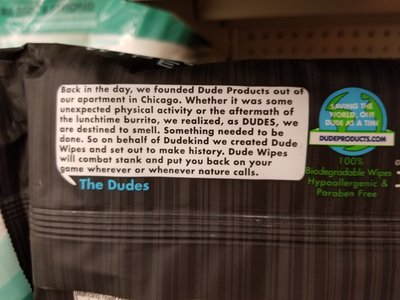 Back in the day, we founded Dude Products out of
our apartment in Chicago. Whether it was some
unexpected physical activity or the aftermath of
the lunchtime burrito, we realized, as DUDES, we
are destined to smell. Something needed to be
done. So on behalf of Dudekind we created Dude
Wipes and set out to make history. Dude Wipes
will combat stank and put you back on your
game wherever or whenever nature calls.
The Dudes
SAVING THE
WORLD, ONE
DUDE AT A TIME
DUDEPRODUCTS.COM
100%
Biodegradable Wipes
Hypoallergenic &
Paraben Free